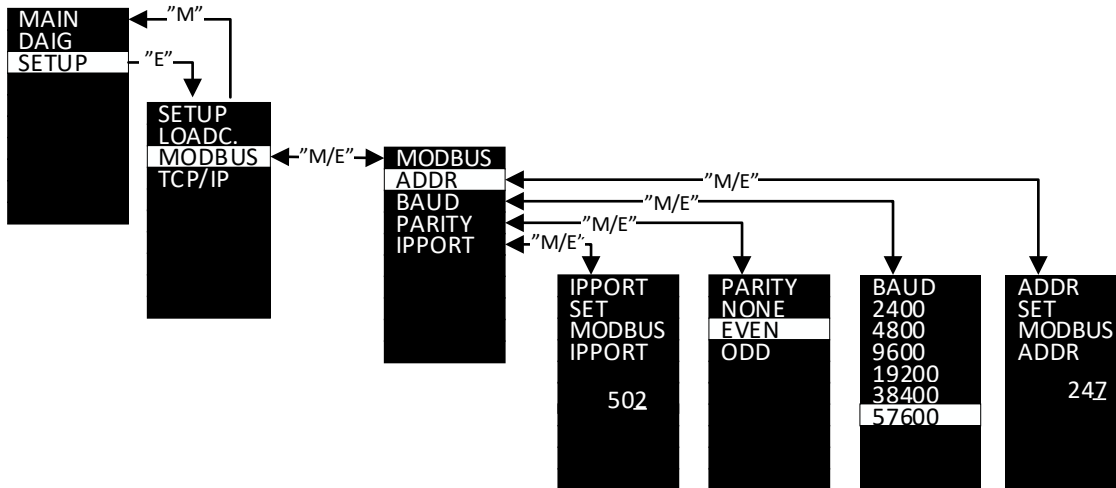 MAIN
DAIG
SETUP
"M"
"E"
SETUP
LOADC.
MODBUS
TCP/IP
"M/E"
MODBUS
ADDR
BAUD
PARITY
IPPORT
"M/E"
"M/E"
"M/E"
"M/E"
IPPORT
SET
MODBUS
IPPORT
502
PARITY
NONE
EVEN
ODD
BAUD
2400
4800
9600
19200
38400
57600
ADDR
SET
MODBUS
ADDR
247